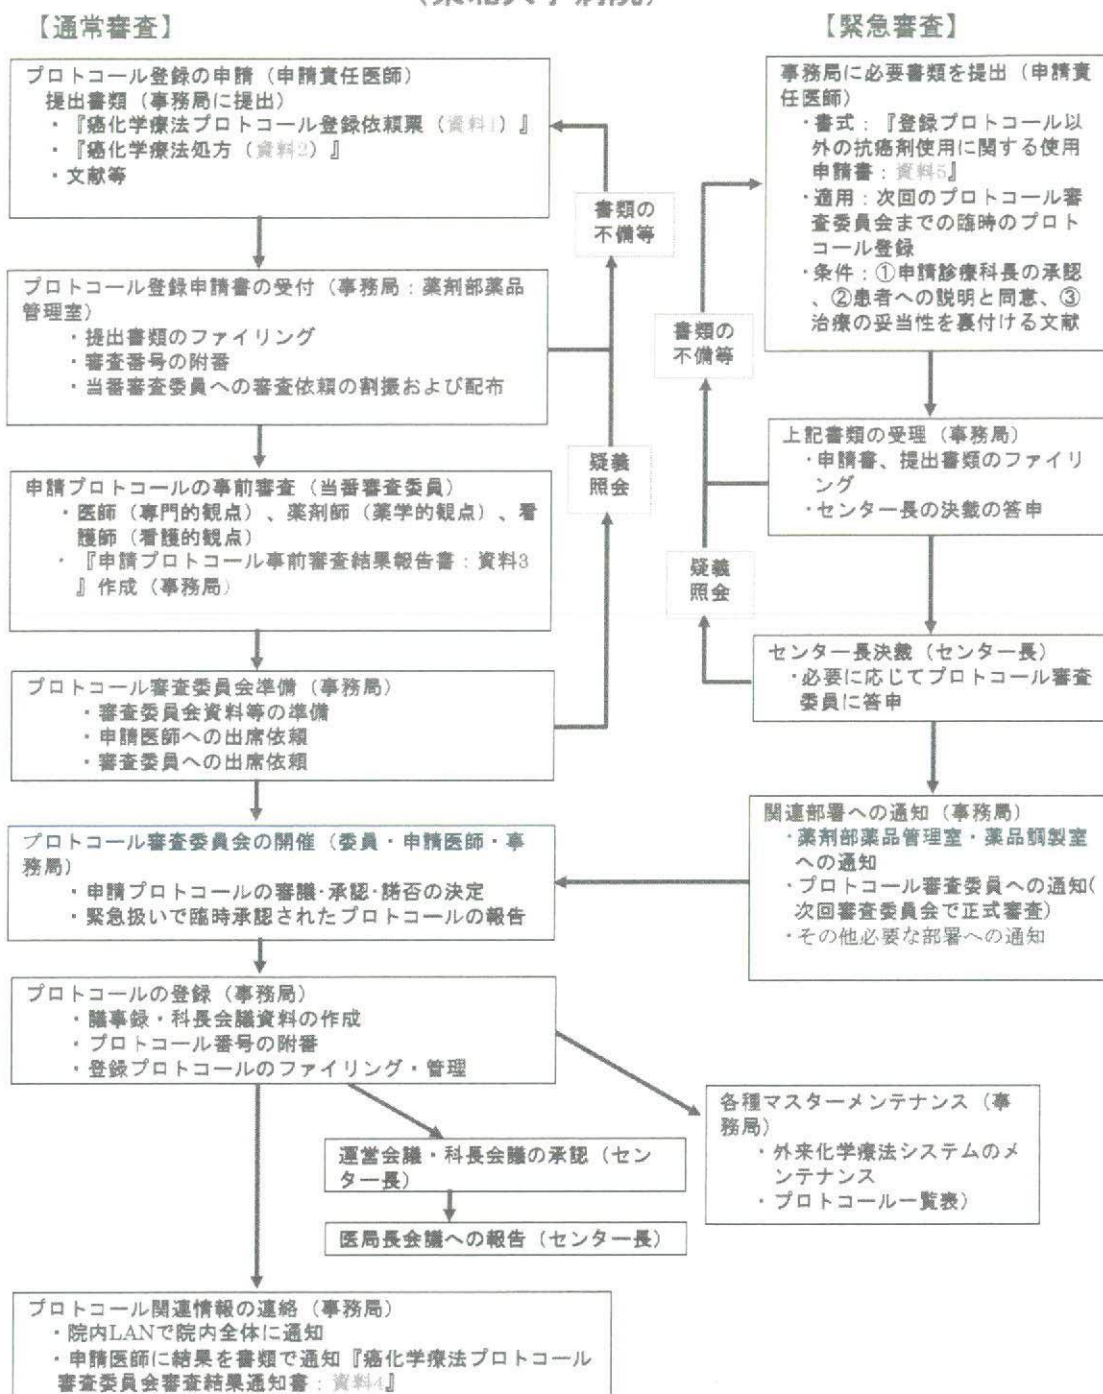 【通常審査】
プロトコール登録の申請（申請責任医師）
提出書類（事務局に提出）
・『癌化学療法プロトコール登録依頼票（資料1）』
・『癌化学療法処方（資料2）』
・文献等
プロトコール登録申請書の受付（事務局：薬剤部薬品
管理室）
・提出書類のファイリング
・審査番号の附番
・当番審査委員への審査依頼の割振および配布
申請プロトコールの事前審査（当番審査委員）
・医師（専門的観点）、薬剤師（薬学的観点）、看
護師（看護的観点）
・『申請プロトコール事前審査結果報告書：資料3
』作成（事務局）
プロトコール審査委員会準備（事務局）
・審査委員会資料等の準備
・申請医師への出席依頼
・審査委員への出席依頼
プロトコール審査委員会の開催（委員・申請医師・事
務局）
・申請プロトコールの審議・承認・諾否の決定
・緊急扱いで臨時承認されたプロトコールの報告
プロトコールの登録（事務局）
・議事録・科長会議資料の作成
・プロトコール番号の附番
・登録プロトコールのファイリング・管理
運営会議・科長会議の承認（セン
ター長）
医局長会議への報告（センター長）
各種マスターメンテナンス（事
務局）
・外来化学療法システムのメ
ンテナンス
・プロトコール一覧表）
プロトコール関連情報の連絡（事務局）
・院内LANで院内全体に通知
・申請医師に結果を書類で通知『癌化学療法プロトコール
審査委員会審査結果通知書：資料4』
書類の
不備等
疑義
照会
【緊急審査】
事務局に必要書類を提出（申請責
任医師）
・書式：『登録プロトコール以
外の抗癌剤使用に関する使用
申請書：資料5』
・適用：次回のプロトコール審
査委員会までの臨時のプロト
コール登録
・条件：①申請診療科長の承認
、②患者への説明と同意、③
治療の妥当性を裏付ける文献
書類の
不備等
疑義
照会
上記書類の受理（事務局）
・申請書、提出書類のファイリ
ング
・センター長の決裁の答申
センター長決裁（センター長）
・必要に応じてプロトコール審査
委員に答申
関連部署への通知（事務局）
・薬剤部薬品管理室・薬品調製室
への通知
・プロトコール審査委員への通知（
次回審査委員会で正式審査）
・その他必要な部署への通知